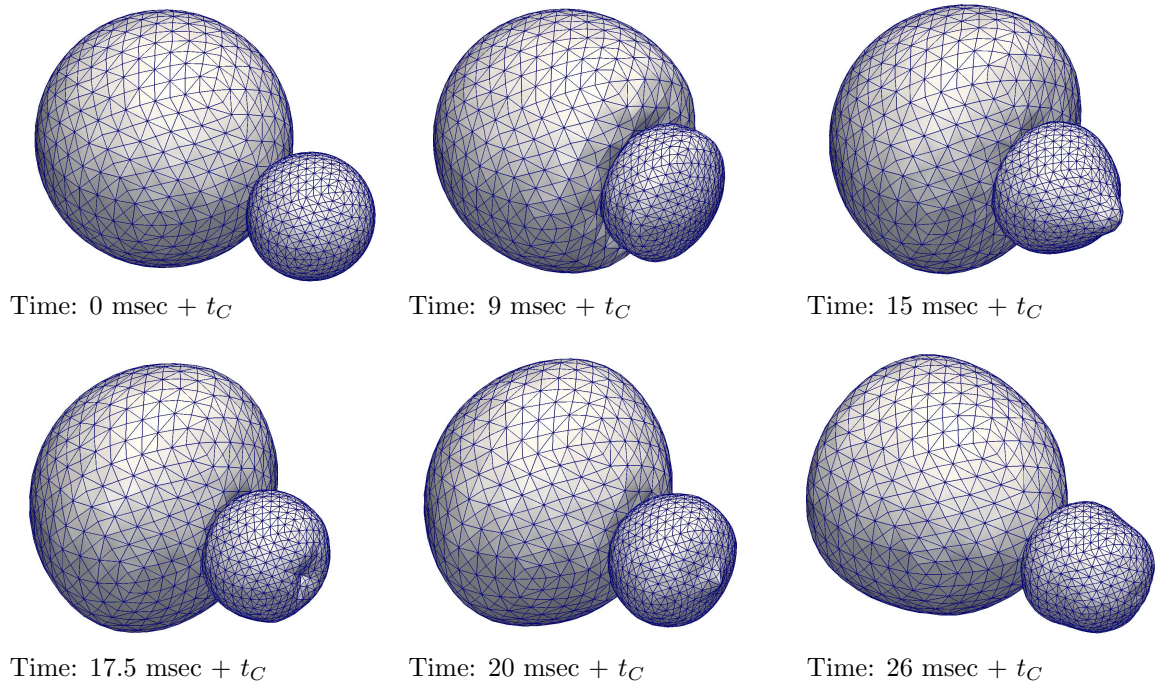 Time: 0 msec + t_C
Time: 9 msec + t_C
Time: 15 msec + t_C
Time: 17.5 msec + t_C
Time: 20 msec + t_C
Time: 26 msec + t_C